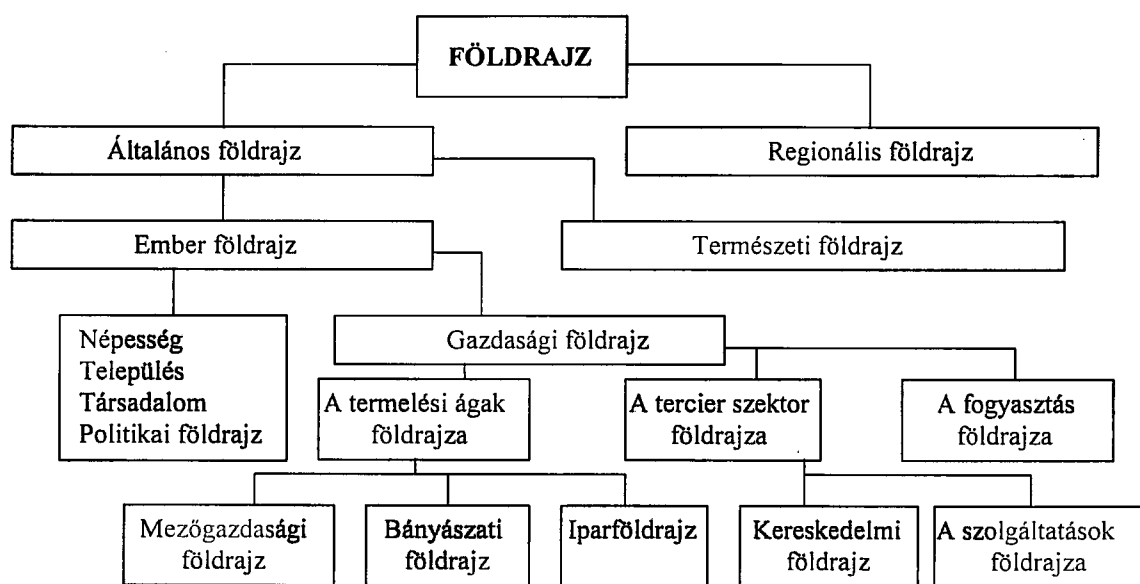 FÖLDRAJZ
Általános földrajz
Regionális földrajz
Ember földrajz
Természeti földrajz
Népesség
Település
Társadalom
Politikai földrajz
Gazdasági földrajz
A termelési ágak
földrajza
A tercier szektor
földrajza
A fogyasztás
földrajza
Mezőgazdasági
földrajz
Bányászati
földrajz
Iparföldrajz
Kereskedelmi
földrajz
A szolgáltatások
földrajza